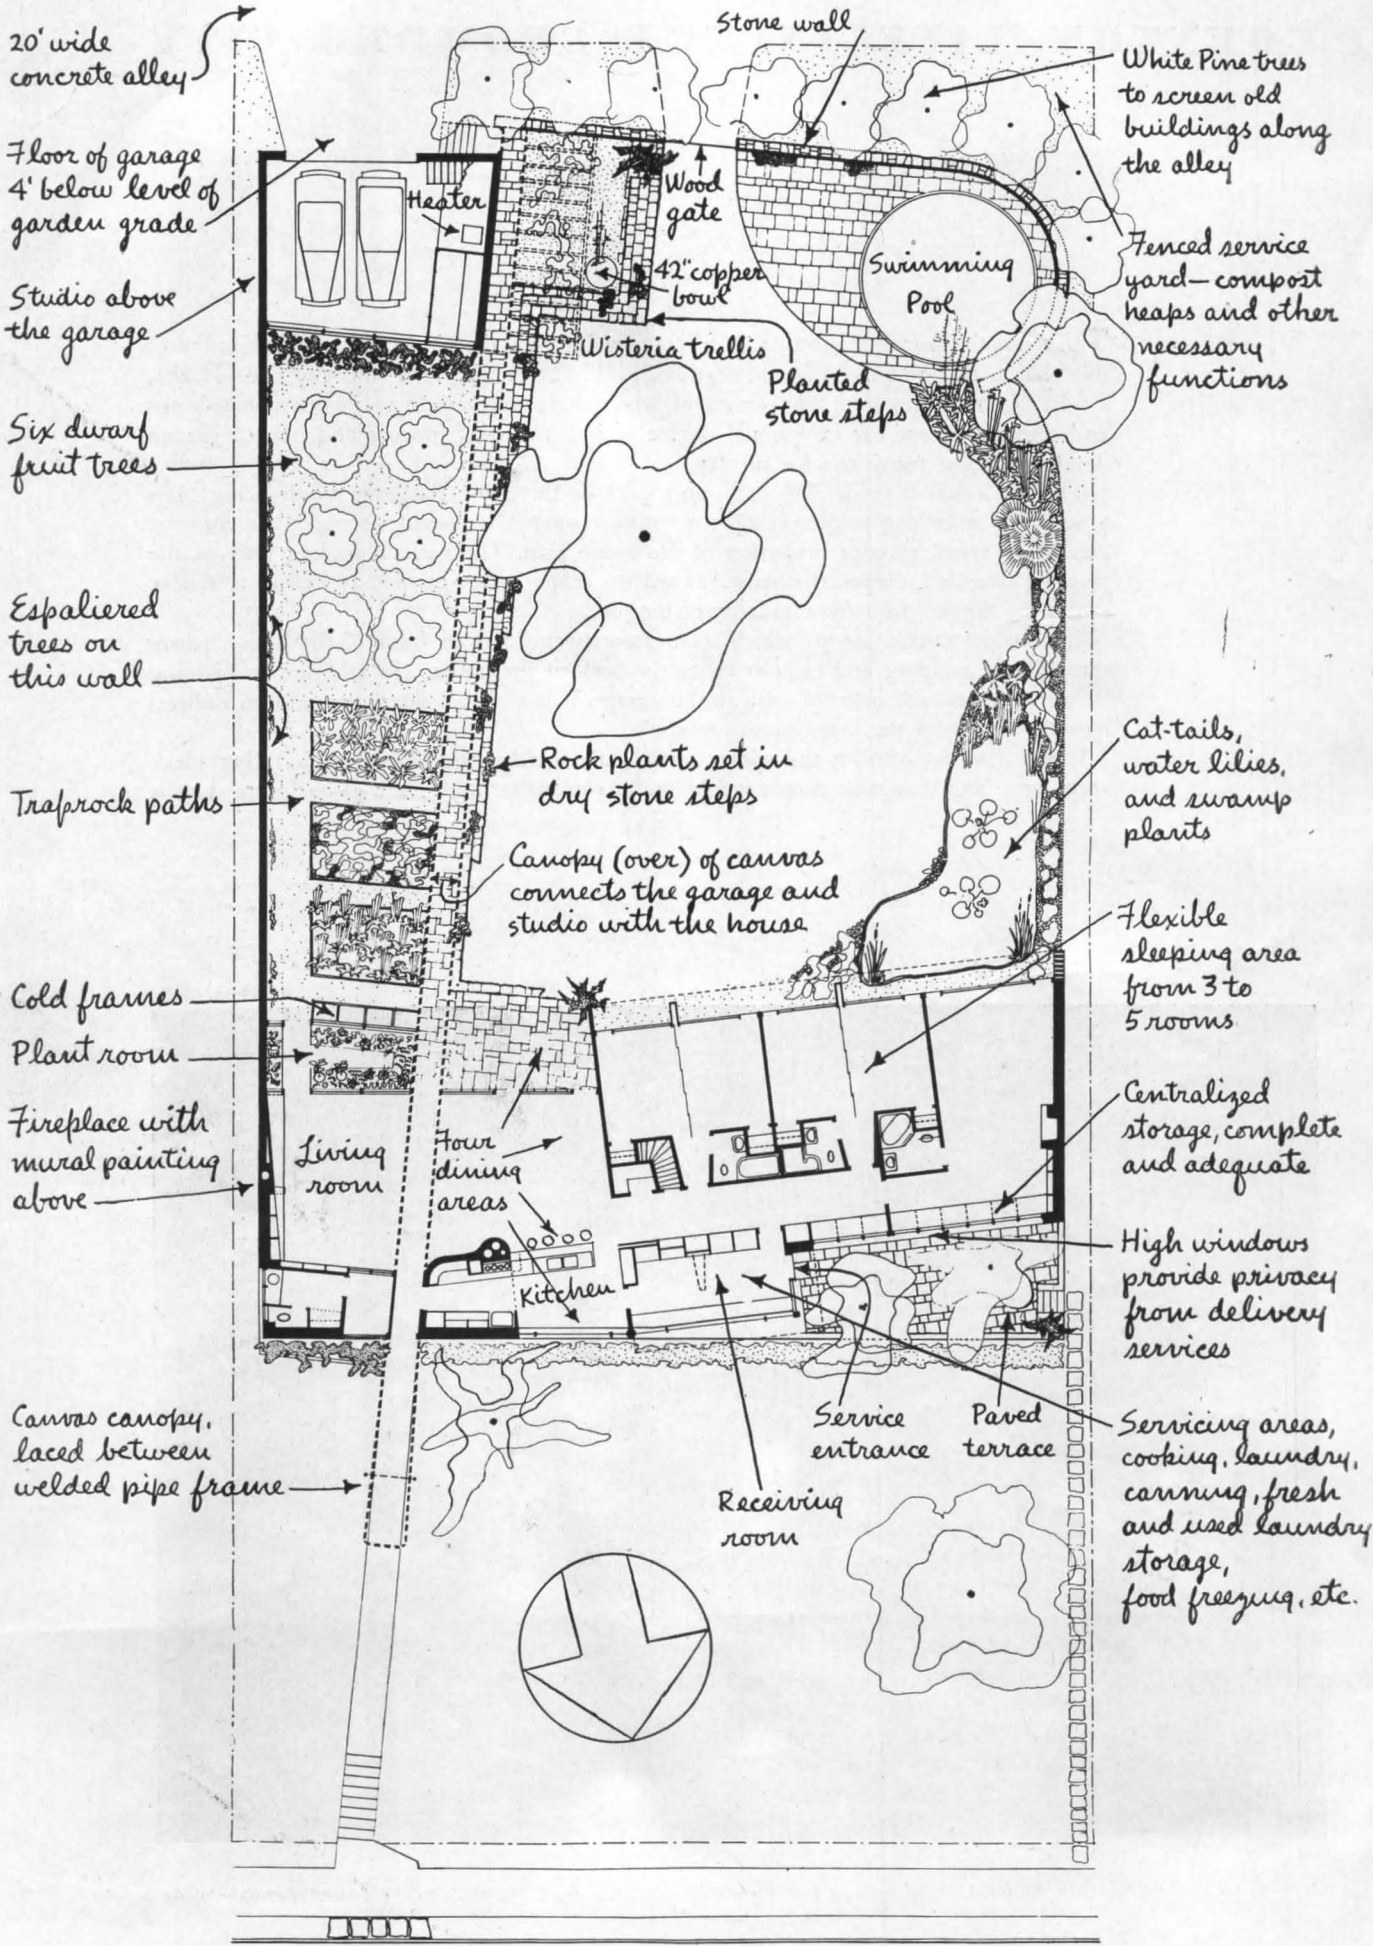 20' wide
concrete alley
Floor of garage
4' below level of
garden grade
Studio above
the garage
Six dwarf
fruit trees
Espaliered
trees on
this wall
Traprock paths
Cold frames
Plant room
Fireplace with
mural painting
above
Canvas canopy,
laced between
welded pipe frame
Stone wall
Heater
Wood
gate
42" copper
bowl
Wisteria trellis
Planted
stone steps
Swimming
Pool
Rock plants set in
dry stone steps
Canopy (over) of canvas
connects the garage and
studio with the house
Living
room
Four
dining
areas
Kitchen
Service
entrance
Paved
terrace
Receiving
room
White Pine trees
to screen old
buildings along
the alley
Fenced service
yard—compost
heaps and other
necessary
functions
Cat-tails,
water lilies,
and swamp
plants
Flexible
sleeping area
from 3 to
5 rooms
Centralized
storage, complete
and adequate
High windows
provide privacy
from delivery
services
Servicing areas,
cooking, laundry,
canning, fresh
and used laundry
storage,
food freezing, etc.